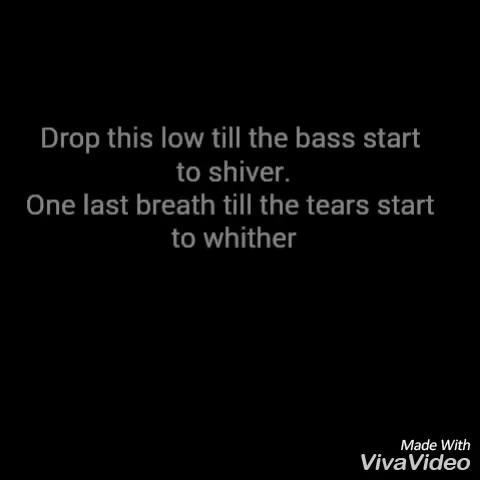 Drop this low till the bass start
to shiver.
One last breath till the tears start
to whither
Made With
VivaVideo